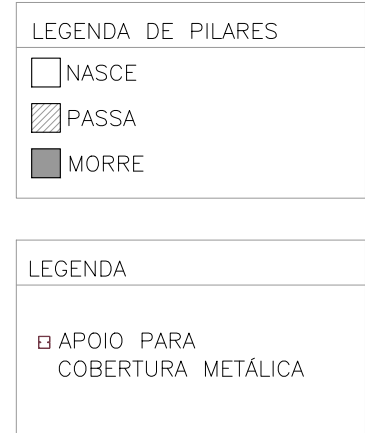 LEGENDA DE PILARES
NASCE
PASSA
MORRE
LEGENDA
APOIO PARA
COBERTURA METÁLICA